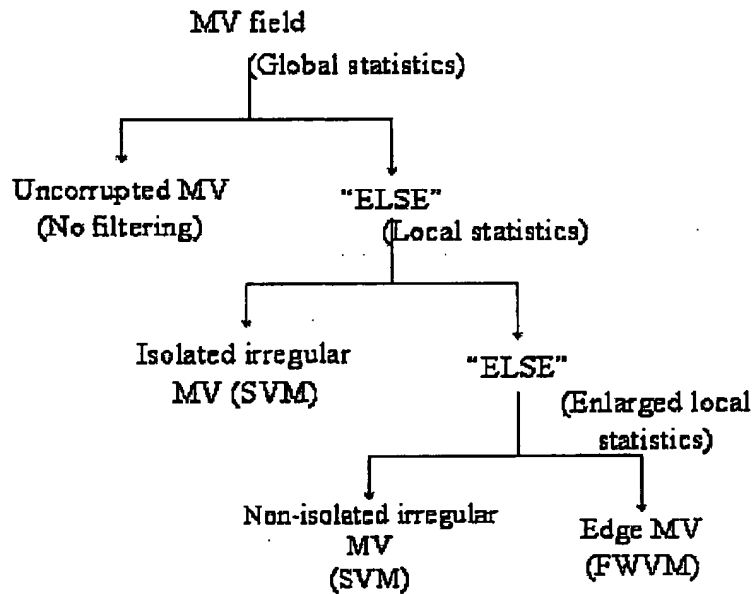 MV field
(Global statistics)
Uncorrupted MV
(No filtering)
"ELSE"
(Local statistics)
Isolated irregular
MV (SVM)
"ELSE"
(Enlarged local
statistics)
Non-isolated irregular
MV
(SVM)
Edge MV
(FWVM)